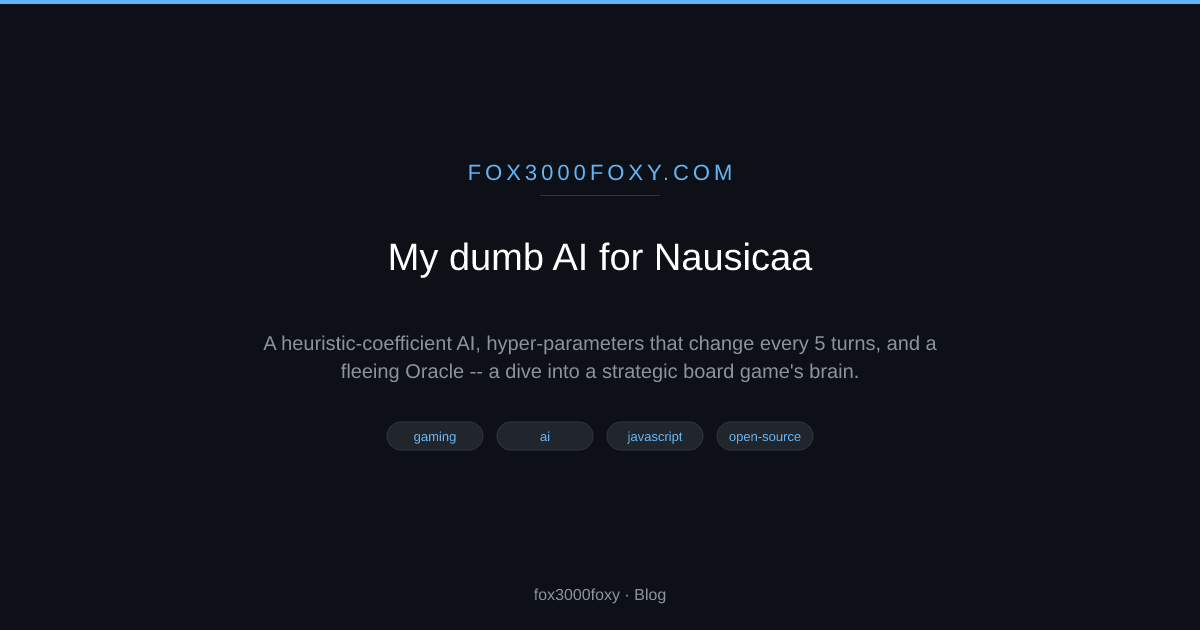 FOX3000FOXY.COM
My dumb AI for Nausicaa
A heuristic-coefficient AI, hyper-parameters that change every 5 turns, and a
fleeing Oracle -- a dive into a strategic board game's brain.
gaming ai javascript open-source
fox3000foxy · Blog